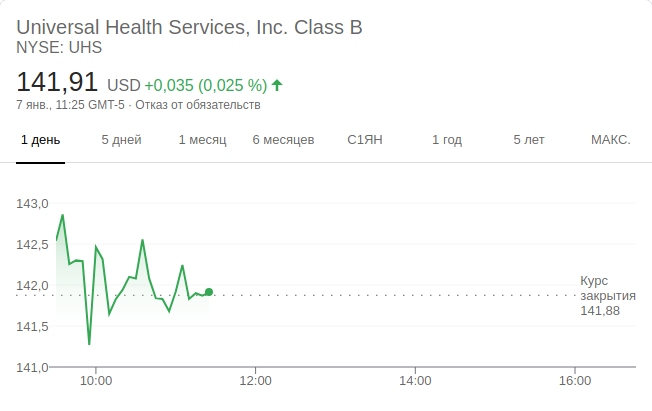 Universal Health Services, Inc. Class B
NYSE: UHS
141,91 USD +0,035 (0,025 %)
7 янв., 11:25 GMT-5 · Отказ от обязательств
1 день 5 дней 1 месяц 6 месяцев С1ЯН 1 год 5 лет МАКС.
143,0
142,5
142,0
141,5
141,0
Курс
закрытия
141,88
10:00 12:00 14:00 16:00